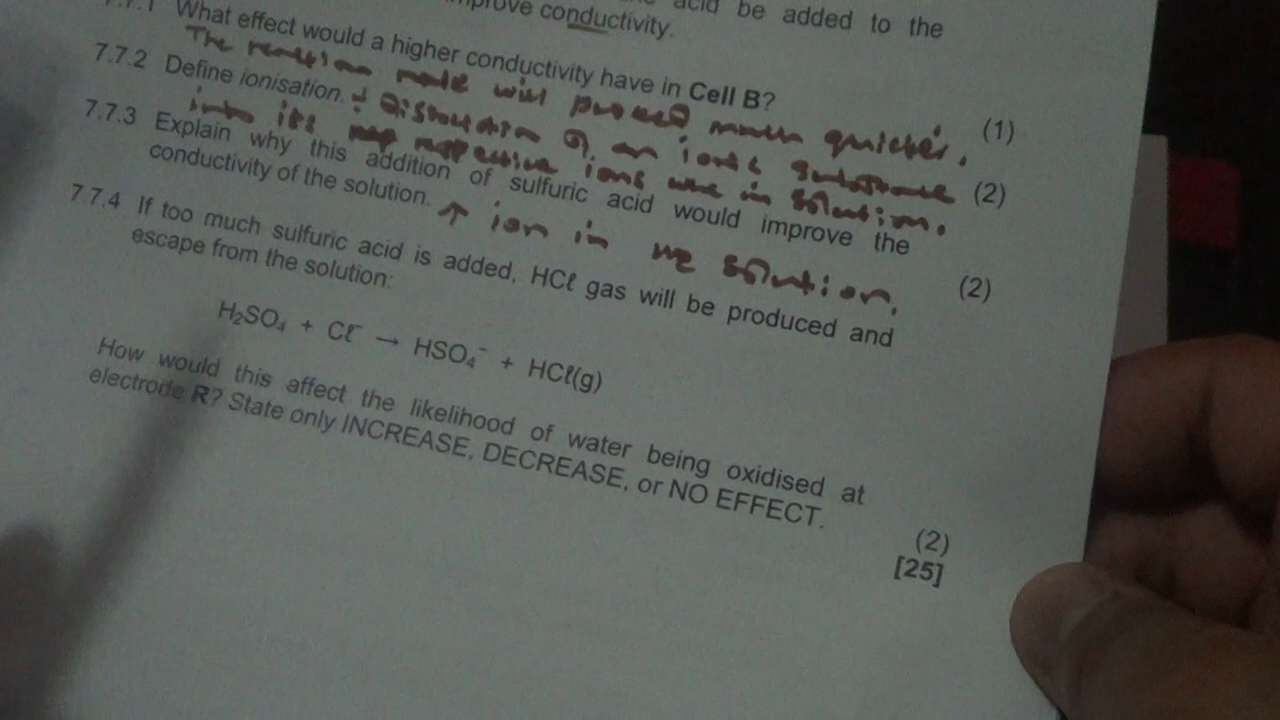 acid be added to the
improve conductivity.
7.7.1 What effect would a higher conductivity have in Cell B?
The reaction rate will proceed much quicker. (1)
7.7.2 Define ionisation. of an ionic substance (2)
into its respective ions in solution.
7.7.3 Explain why this addition of sulfuric acid would improve the
conductivity of the solution. ↑ ion in solution. (2)
7.7.4 If too much sulfuric acid is added, HCℓ gas will be produced and
escape from the solution:
H₂SO₄ + Cℓ⁻ → HSO₄⁻ + HCℓ(g)
How would this affect the likelihood of water being oxidised at
electrode R? State only INCREASE, DECREASE, or NO EFFECT.
(2)
[25]